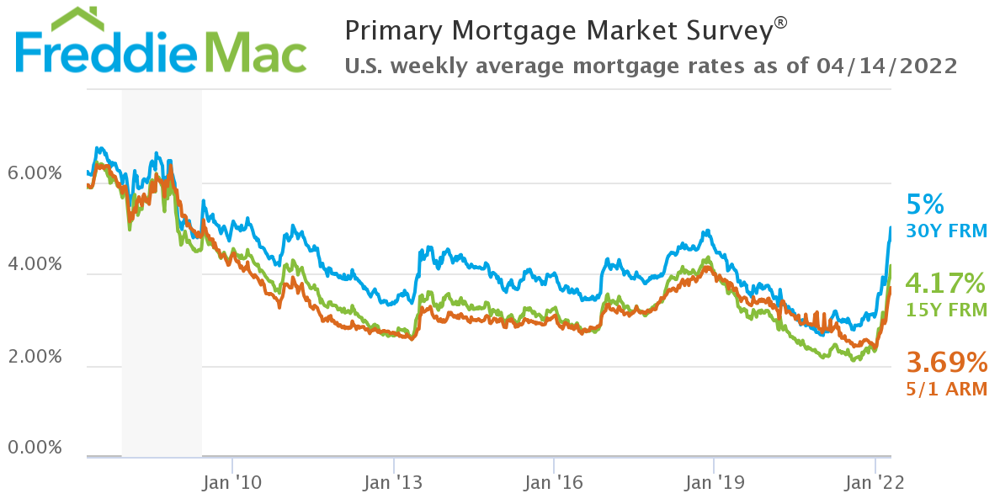 FreddieMac
Primary Mortgage Market Survey®
U.S. weekly average mortgage rates as of 04/14/2022
6.00%
4.00%
2.00%
0.00%
5%
30Y FRM
4.17%
15Y FRM
3.69%
5/1 ARM
Jan '10
Jan '13
Jan '16
Jan '19
Jan '22